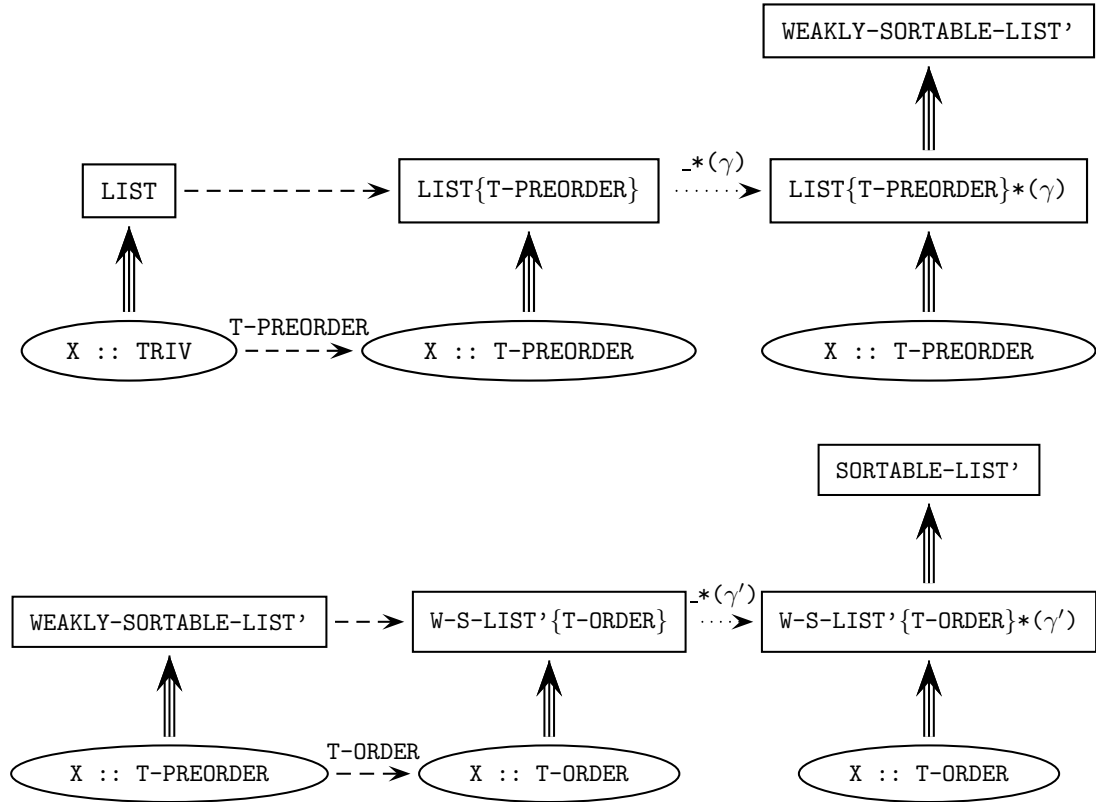 WEAKLY-SORTABLE-LIST’
LIST
LIST{T-PREORDER}
_*(γ)
LIST{T-PREORDER}*(γ)
X :: TRIV
T-PREORDER
X :: T-PREORDER
X :: T-PREORDER
SORTABLE-LIST’
WEAKLY-SORTABLE-LIST’
W-S-LIST’{T-ORDER}
_*(γ′)
W-S-LIST’{T-ORDER}*(γ′)
X :: T-PREORDER
T-ORDER
X :: T-ORDER
X :: T-ORDER